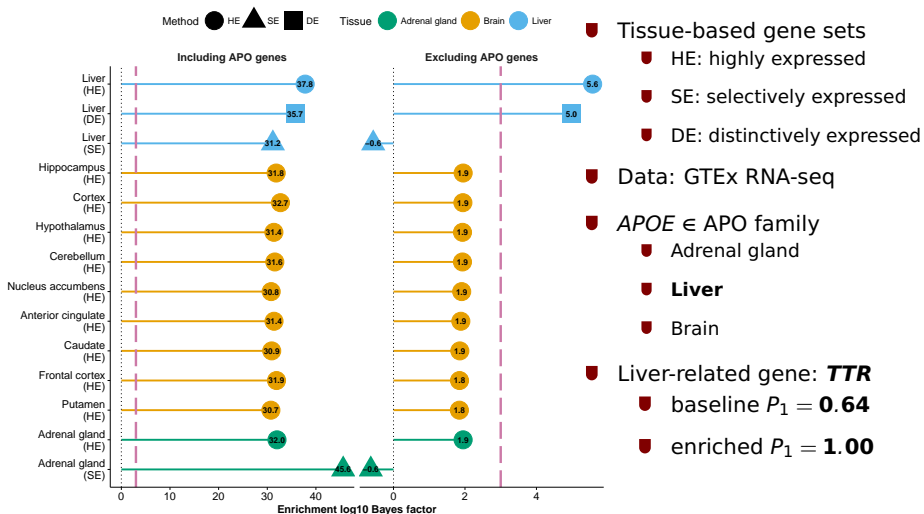 Method HE SE DE Tissue Adrenal gland Brain Liver
Including APO genes
Excluding APO genes
Liver
(HE)
37.8
5.6
Liver
(DE)
35.7
5.0
Liver
(SE)
31.2
−0.6
Hippocampus
(HE)
31.8
1.9
Cortex
(HE)
32.7
1.9
Hypothalamus
(HE)
31.4
1.9
Cerebellum
(HE)
31.6
1.9
Nucleus accumbens
(HE)
30.8
1.9
Anterior cingulate
(HE)
31.4
1.9
Caudate
(HE)
30.9
1.9
Frontal cortex
(HE)
31.9
1.8
Putamen
(HE)
30.7
1.8
Adrenal gland
(HE)
32.0
1.9
Adrenal gland
(SE)
45.6
−0.6
0 10 20 30 40 0 2 4
Enrichment log10 Bayes factor
Tissue-based gene sets
HE: highly expressed
SE: selectively expressed
DE: distinctively expressed
Data: GTEx RNA-seq
APOE ∈ APO family
Adrenal gland
Liver
Brain
Liver-related gene: TTR
baseline P₁ = 0.64
enriched P₁ = 1.00